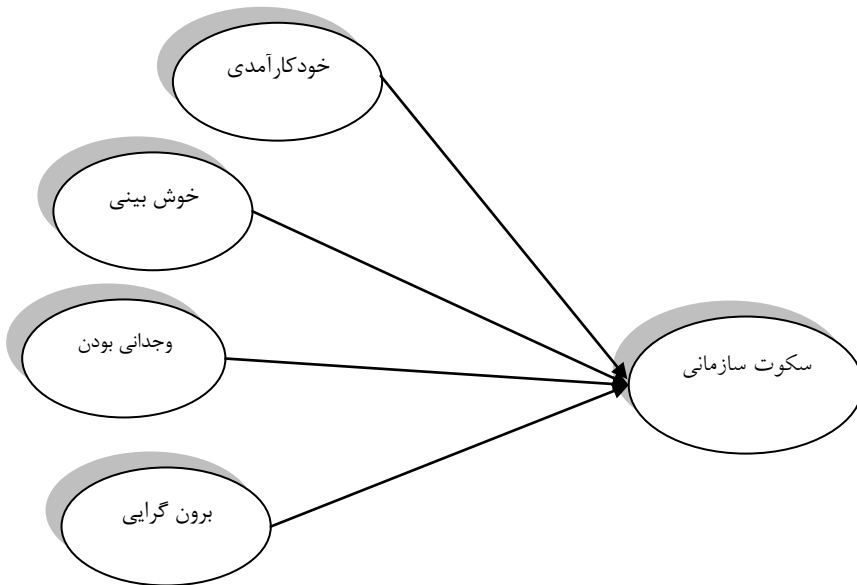 خودکارآمدی
خوش بینی
وجدانی بودن
سکوت سازمانی
برون گرایی